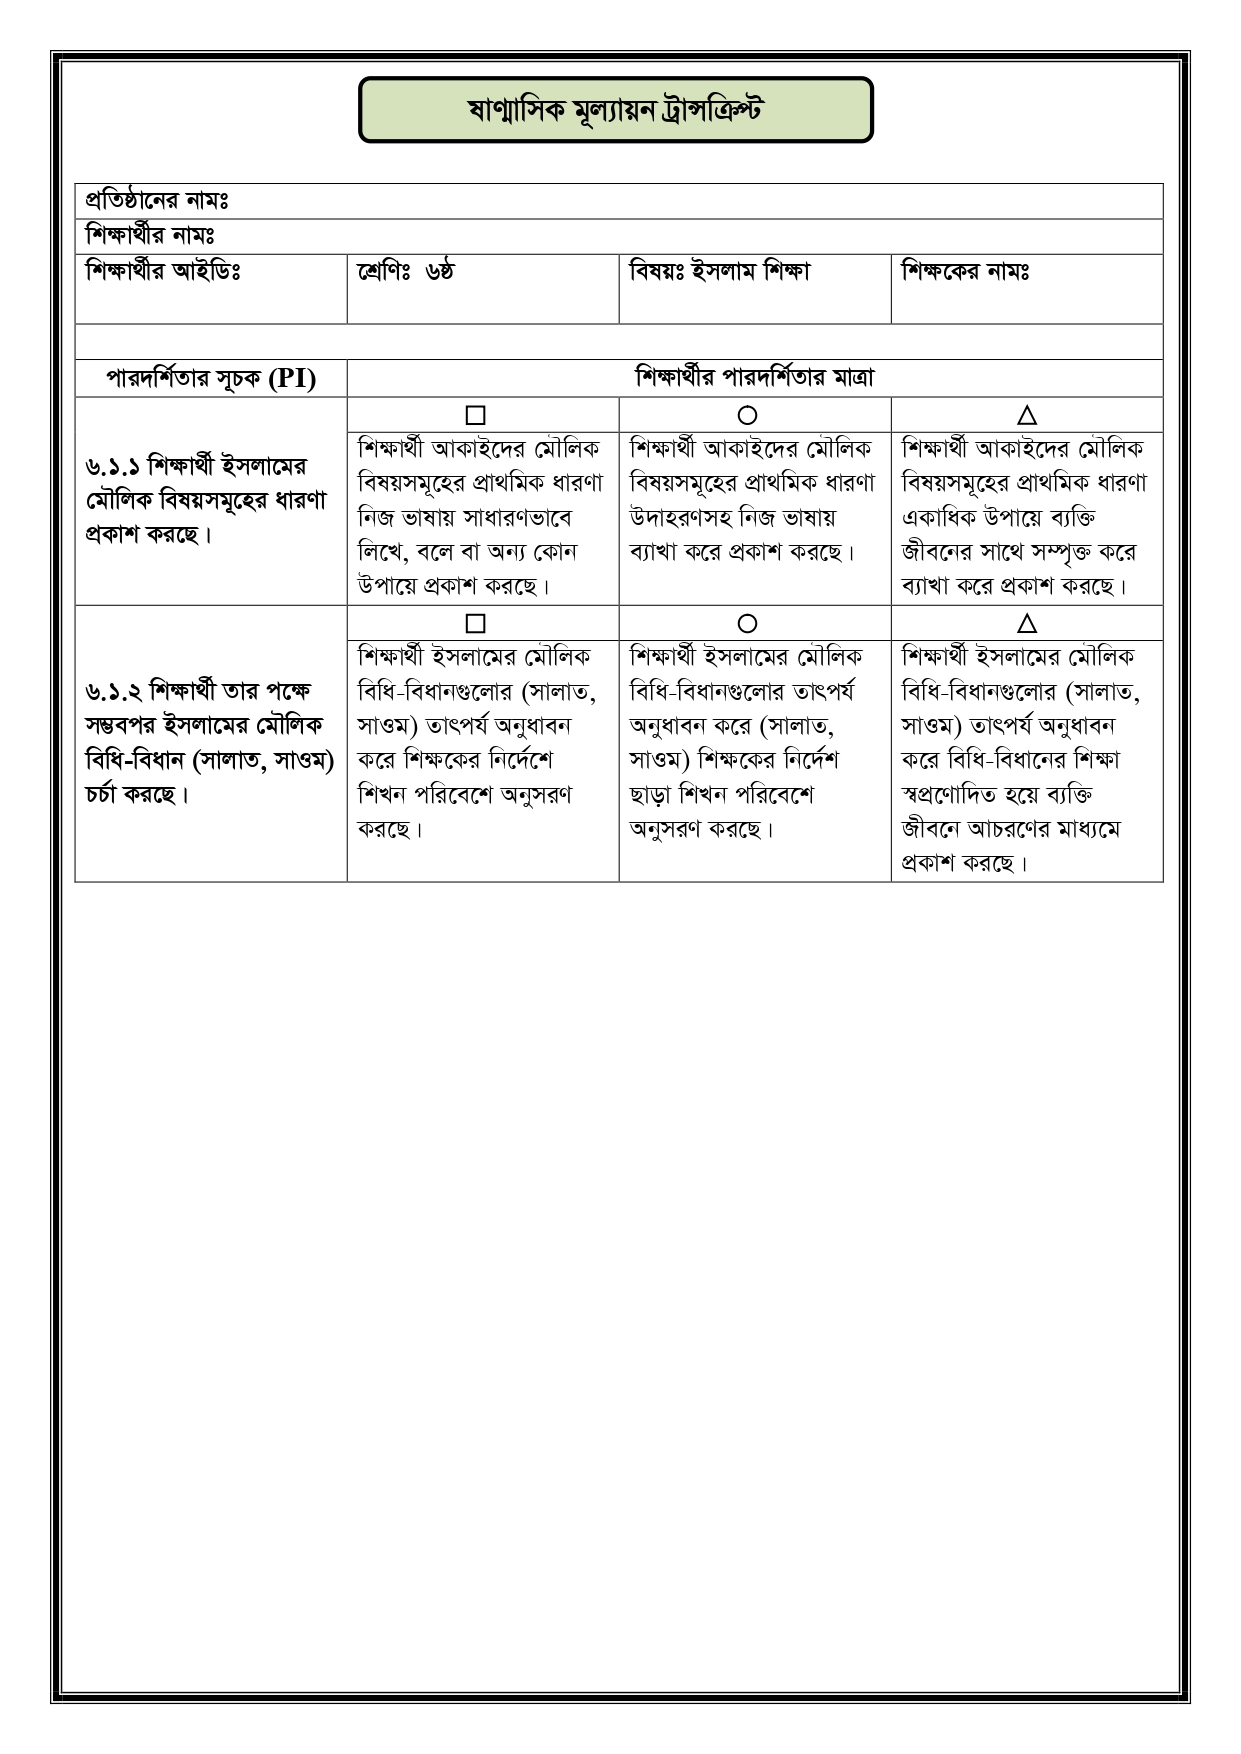 ষাণ্মাসিক মূল্যায়ন ট্রান্সক্রিপ্ট
প্রতিষ্ঠানের নামঃ
শিক্ষার্থীর নামঃ
শিক্ষার্থীর আইডিঃ
শ্রেণিঃ ৬ষ্ঠ
বিষয়ঃ ইসলাম শিক্ষা
শিক্ষকের নামঃ
পারদর্শিতার সূচক (PI)
শিক্ষার্থীর পারদর্শিতার মাত্রা
৬.১.১ শিক্ষার্থী ইসলামের
মৌলিক বিষয়সমূহের ধারণা
প্রকাশ করছে।
□
শিক্ষার্থী আকাইদের মৌলিক
বিষয়সমূহের প্রাথমিক ধারণা
নিজ ভাষায় সাধারণভাবে
লিখে, বলে বা অন্য কোন
উপায়ে প্রকাশ করছে।
○
শিক্ষার্থী আকাইদের মৌলিক
বিষয়সমূহের প্রাথমিক ধারণা
উদাহরণসহ নিজ ভাষায়
ব্যাখা করে প্রকাশ করছে।
△
শিক্ষার্থী আকাইদের মৌলিক
বিষয়সমূহের প্রাথমিক ধারণা
একাধিক উপায়ে ব্যক্তি
জীবনের সাথে সম্পৃক্ত করে
ব্যাখা করে প্রকাশ করছে।
৬.১.২ শিক্ষার্থী তার পক্ষে
সম্ভবপর ইসলামের মৌলিক
বিধি-বিধান (সালাত, সাওম)
চর্চা করছে।
□
শিক্ষার্থী ইসলামের মৌলিক
বিধি-বিধানগুলোর (সালাত,
সাওম) তাৎপর্য অনুধাবন
করে শিক্ষকের নির্দেশে
শিখন পরিবেশে অনুসরণ
করছে।
○
শিক্ষার্থী ইসলামের মৌলিক
বিধি-বিধানগুলোর তাৎপর্য
অনুধাবন করে (সালাত,
সাওম) শিক্ষকের নির্দেশ
ছাড়া শিখন পরিবেশে
অনুসরণ করছে।
△
শিক্ষার্থী ইসলামের মৌলিক
বিধি-বিধানগুলোর (সালাত,
সাওম) তাৎপর্য অনুধাবন
করে বিধি-বিধানের শিক্ষা
স্বপ্রণোদিত হয়ে ব্যক্তি
জীবনে আচরণের মাধ্যমে
প্রকাশ করছে।